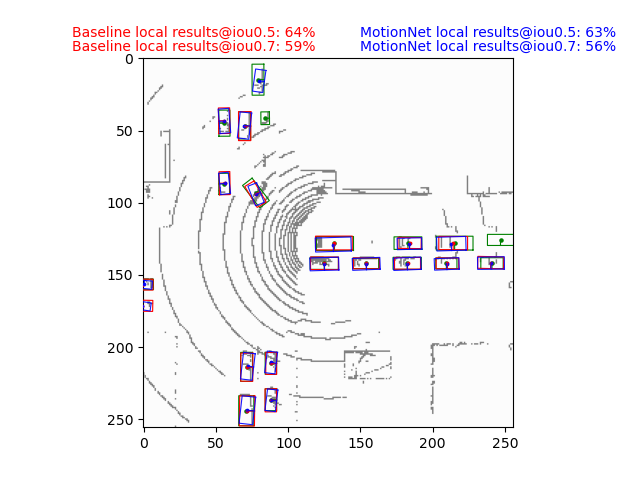 Baseline local results@iou0.5: 64% MotionNet local results@iou0.5: 63%
Baseline local results@iou0.7: 59% MotionNet local results@iou0.7: 56%
0
50
100
150
200
250
0 50 100 150 200 250